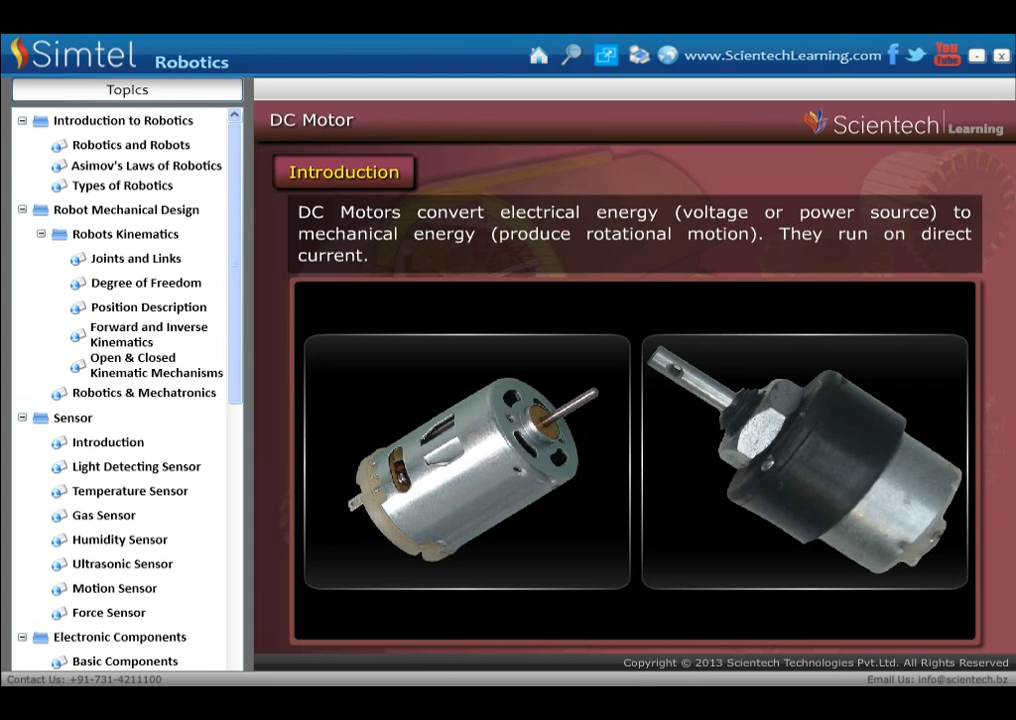 Simtel Robotics
www.ScientechLearning.com
You
Tube
Topics
Introduction to Robotics
Robotics and Robots
Asimov's Laws of Robotics
Types of Robotics
Robot Mechanical Design
Robots Kinematics
Joints and Links
Degree of Freedom
Position Description
Forward and Inverse
Kinematics
Open & Closed
Kinematic Mechanisms
Robotics & Mechatronics
Sensor
Introduction
Light Detecting Sensor
Temperature Sensor
Gas Sensor
Humidity Sensor
Ultrasonic Sensor
Motion Sensor
Force Sensor
Electronic Components
Basic Components
DC Motor
Scientech Learning
Introduction
DC Motors convert electrical energy (voltage or power source) to
mechanical energy (produce rotational motion). They run on direct
current.
Copyright © 2013 Scientech Technologies Pvt.Ltd. All Rights Reserved
Contact Us: +91-731-4211100
Email Us: info@scientech.bz